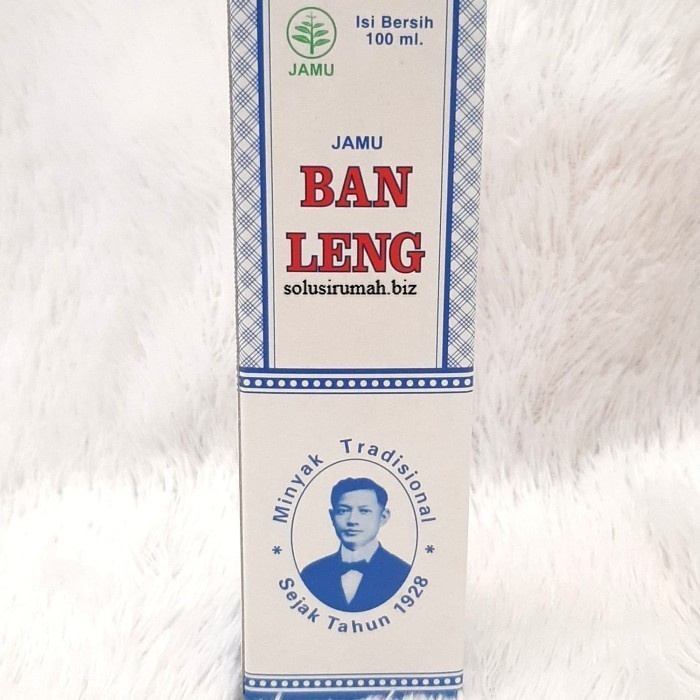 Isi Bersih
100 ml.
JAMU
JAMU
BAN
LENG
solusirumah.biz
Minyak Tradisional
* Sejak Tahun 1928 *